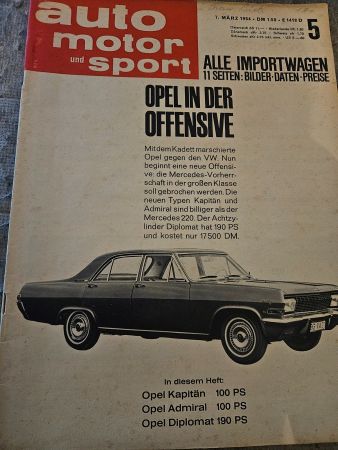 auto
motor
und sport
7. MÄRZ 1964 · DM 1.50 · E 1419 D
5
ALLE IMPORTWAGEN
11 SEITEN: BILDER-DATEN-PREISE
OPEL IN DER
OFFENSIVE
Mit dem Kadett marschierte
Opel gegen den VW. Nun
beginnt eine neue Offensi-
ve: die Mercedes-Vorherr-
schaft in der großen Klasse
soll gebrochen werden. Die
neuen Typen Kapitän und
Admiral sind billiger als der
Mercedes 220. Der Achtzy-
linder Diplomat hat 190 PS
und kostet nur 17500 DM.
In diesem Heft:
Opel Kapitän 100 PS
Opel Admiral 100 PS
Opel Diplomat 190 PS